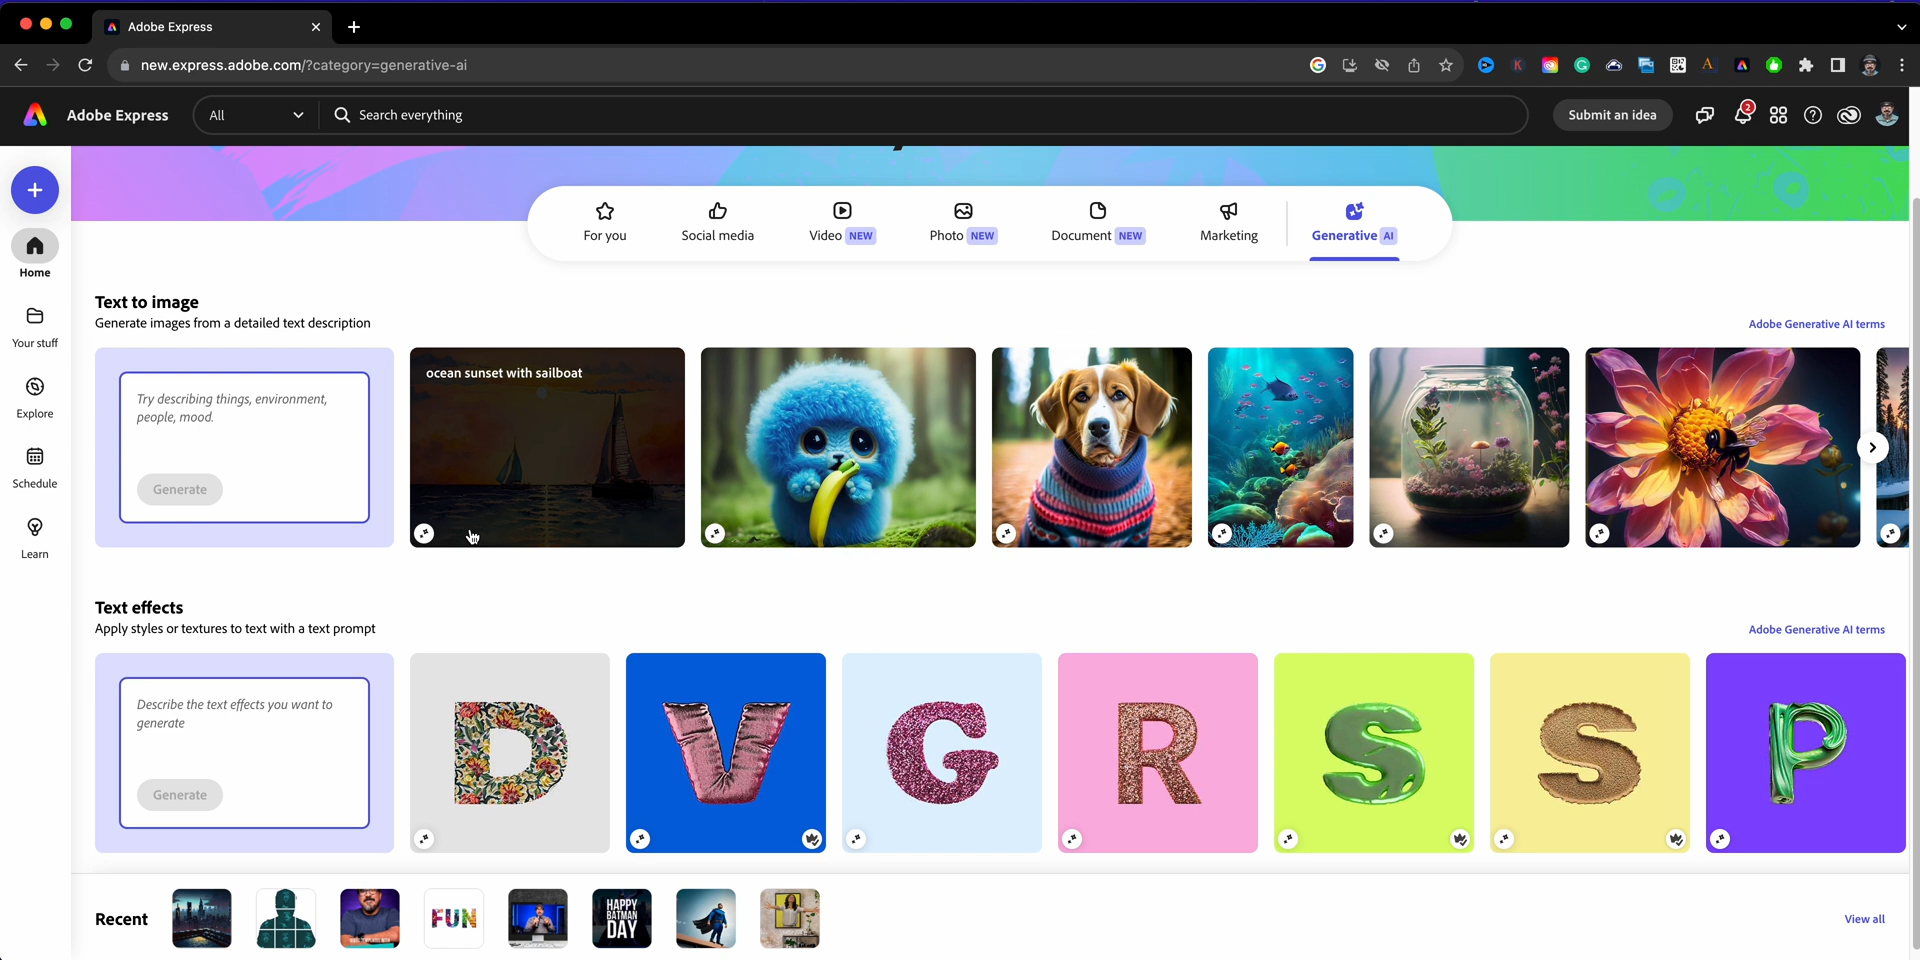 Adobe Express
new.express.adobe.com/?category=generative-ai
Adobe Express
All
Search everything
Submit an idea
2
Home
Your stuff
Explore
Schedule
Learn
For you
Social media
Video NEW
Photo NEW
Document NEW
Marketing
Generative AI
Text to image
Generate images from a detailed text description
Adobe Generative AI terms
Try describing things, environment,
people, mood.
Generate
ocean sunset with sailboat
Text effects
Apply styles or textures to text with a text prompt
Adobe Generative AI terms
Describe the text effects you want to
generate
Generate
D
V
G
R
S
S
P
Recent
FUN
HAPPY
BATMAN
DAY
View all